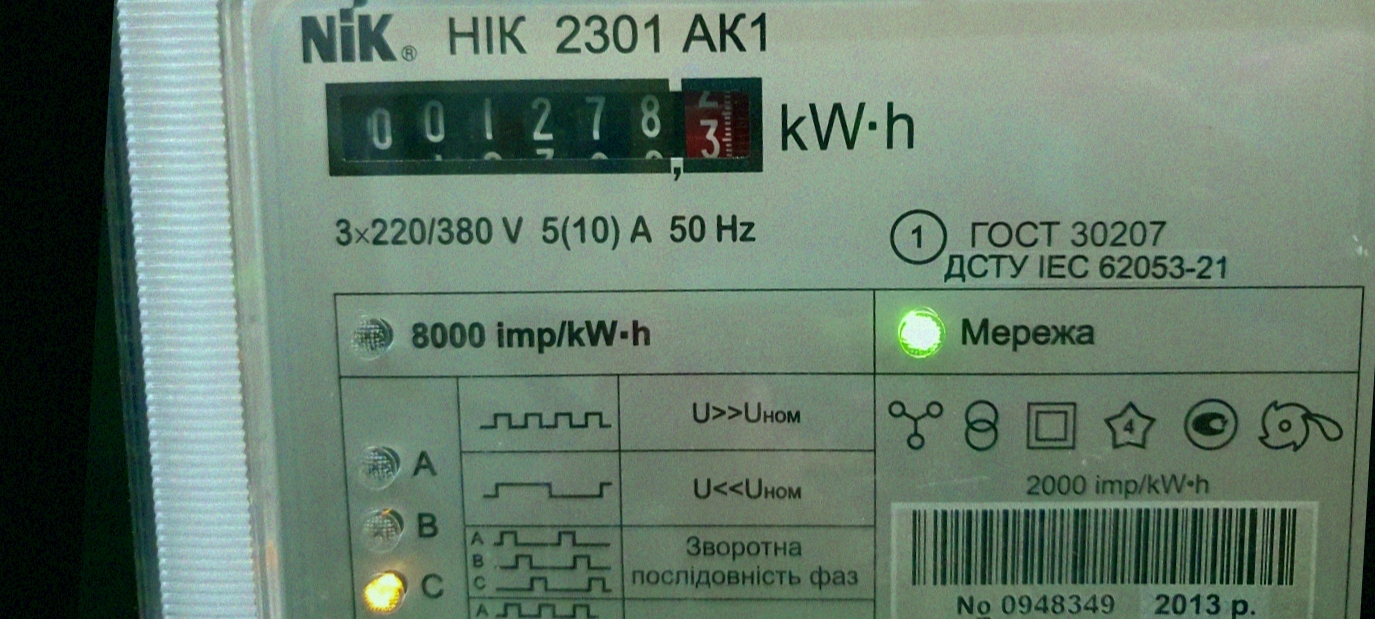 NiK® НІК 2301 АК1
001278,3 kW·h
3×220/380 V 5(10) A 50 Hz
1 ГОСТ 30207
ДСТУ IEC 62053-21
8000 imp/kW·h
Мережа
U>>Uном
4
A
U<<Uном
2000 imp/kW·h
B
A
B
C
Зворотна
послідовність фаз
C
A
№ 0948349 2013 р.